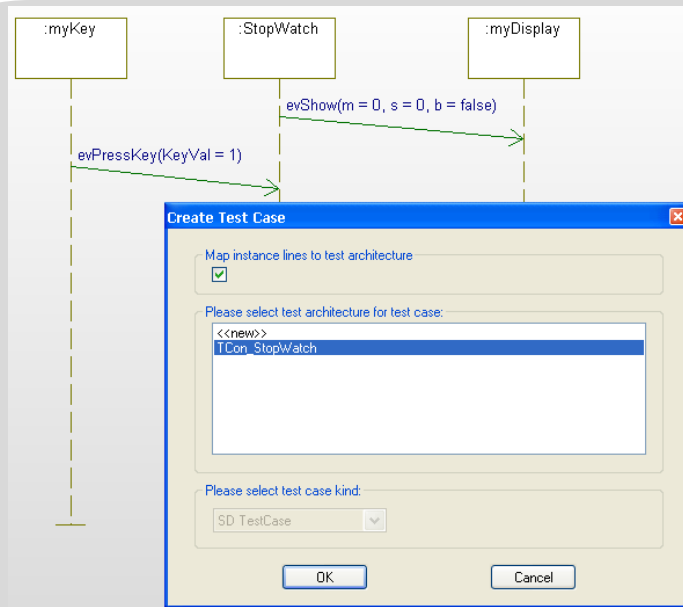 :myKey
:StopWatch
:myDisplay
evShow(m = 0, s = 0, b = false)
evPressKey(KeyVal = 1)
Create Test Case
Map instance lines to test architecture
Please select test architecture for test case:
<<new>>
TCon_StopWatch
Please select test case kind:
SD TestCase
OK
Cancel